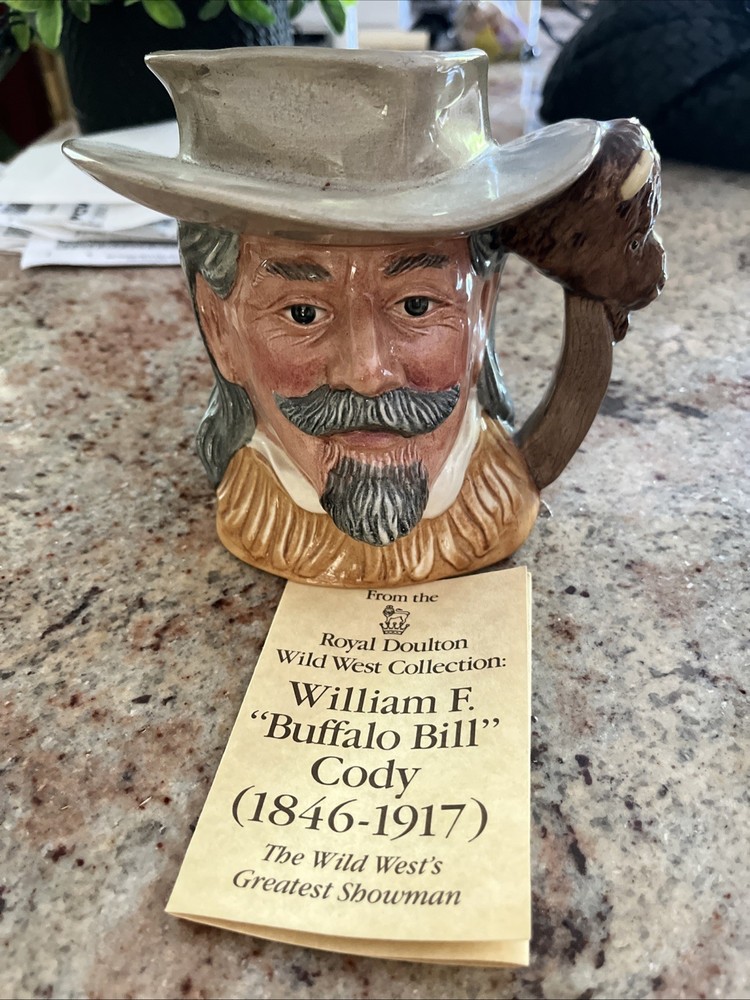 From the
Royal Doulton
Wild West Collection:
William F.
“Buffalo Bill”
Cody
(1846-1917)
The Wild West's
Greatest Showman